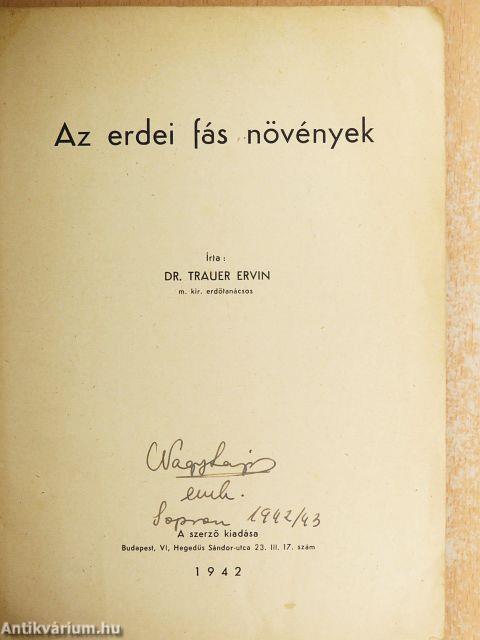 Az erdei fás növények
Írta:
DR. TRAUER ERVIN
m. kir. erdőtanácsos
Nagy Lajos
emh.
Sopron 1942/43
A szerző kiadása
Budapest, VI, Hegedüs Sándor-utca 23. III. 17. szám
1942
Antikvárium.hu